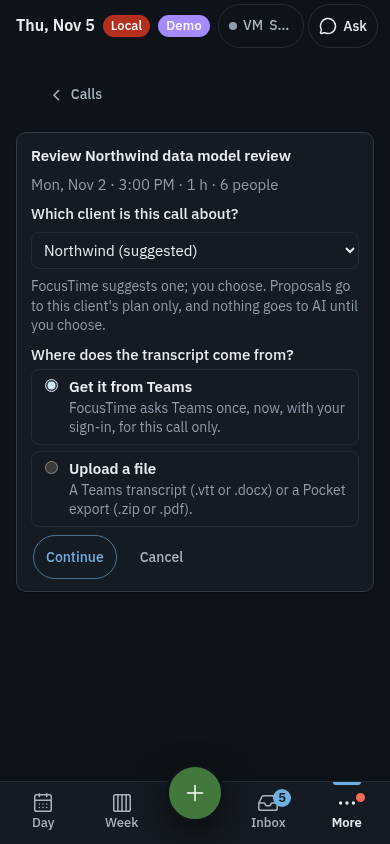 Thu, Nov 5 Local Demo VM S... Ask
Calls
Review Northwind data model review
Mon, Nov 2 · 3:00 PM · 1 h · 6 people
Which client is this call about?
Northwind (suggested)
FocusTime suggests one; you choose. Proposals go
to this client's plan only, and nothing goes to AI until
you choose.
Where does the transcript come from?
Get it from Teams
FocusTime asks Teams once, now, with your
sign-in, for this call only.
Upload a file
A Teams transcript (.vtt or .docx) or a Pocket
export (.zip or .pdf).
Continue Cancel
5
Day Week Inbox More